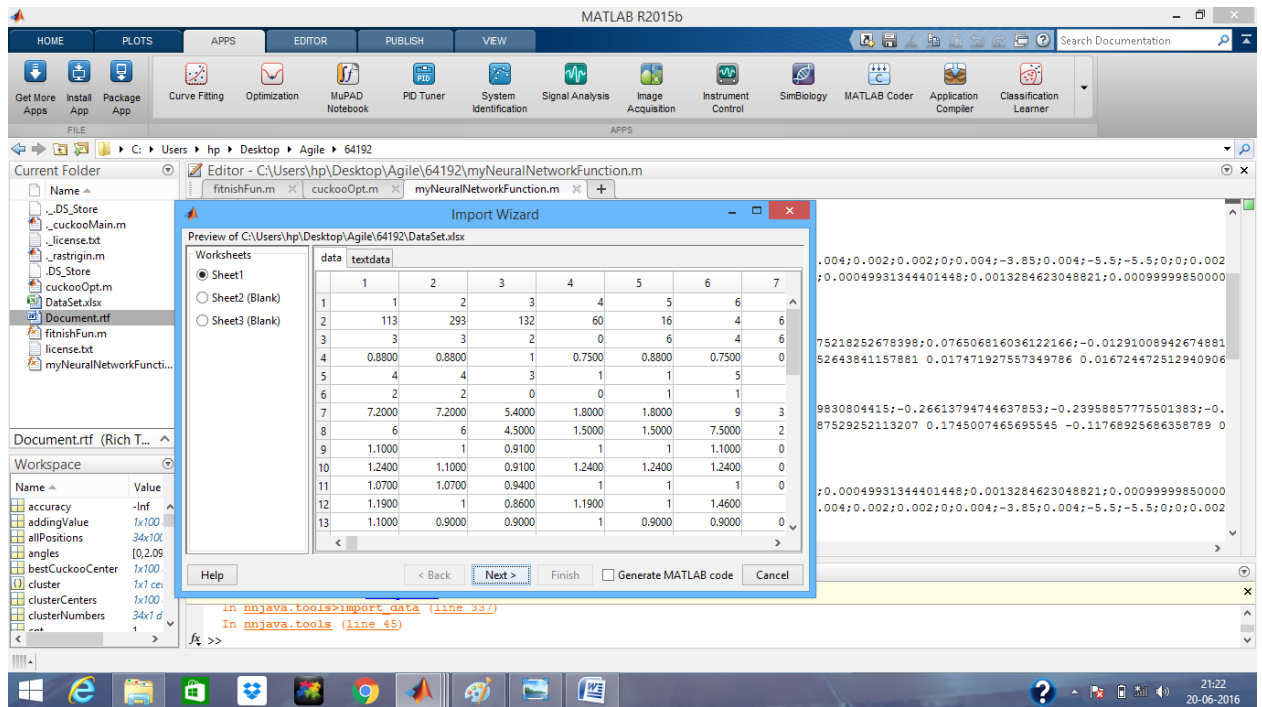 MATLAB R2015b
HOME PLOTS APPS EDITOR PUBLISH VIEW Search Documentation
Get More Apps Install App Package App Curve Fitting Optimization MuPAD Notebook PID Tuner System Identification Signal Analysis Image Acquisition Instrument Control SimBiology MATLAB Coder Application Compiler Classification Learner
FILE APPS
C: Users hp Desktop Agile 64192
Current Folder
Editor - C:\Users\hp\Desktop\Agile\64192\myNeuralNetworkFunction.m
Name
fitnishFun.m cuckooOpt.m myNeuralNetworkFunction.m
._.DS_Store
._cuckooMain.m
._license.txt
._rastrigin.m
.DS_Store
cuckooOpt.m
DataSet.xlsx
Document.rtf
fitnishFun.m
license.txt
myNeuralNetworkFuncti...
Document.rtf (Rich T...
Workspace
Name Value
accuracy -Inf
addingValue 1x100
allPositions 34x100
angles [0,2.09
bestCuckooCenter 1x100
cluster 1x1 cel
clusterCenters 1x100
clusterNumbers 34x1 d
cnt 1
Import Wizard
Preview of C:\Users\hp\Desktop\Agile\64192\DataSet.xlsx
Worksheets
Sheet1
Sheet2 (Blank)
Sheet3 (Blank)
data textdata
1 2 3 4 5 6 7
1 1 2 3 4 5 6
2 113 293 132 60 16 4 6
3 3 3 2 0 6 4 6
4 0.8800 0.8800 1 0.7500 0.8800 0.7500 0
5 4 4 3 1 1 5
6 2 2 0 0 1 1
7 7.2000 7.2000 5.4000 1.8000 1.8000 9 3
8 6 6 4.5000 1.5000 1.5000 7.5000 2
9 1.1000 1 0.9100 1 1 1.1000 0
10 1.2400 1.1000 0.9100 1.2400 1.2400 1.2400 0
11 1.0700 1.0700 0.9400 1 1 1 0
12 1.1900 1 0.8600 1.1900 1 1.4600
13 1.1000 0.9000 0.9000 1 0.9000 0.9000 0
Help < Back Next > Finish Generate MATLAB code Cancel
.004;0.002;0.002;0;0.004;-3.85;0.004;-5.5;-5.5;0;0;0.002
;0.00049931344401448;0.0013284623048821;0.00099999850000
75218252678398;0.076506816036122166;-0.01291008942674881
52643841157881 0.017471927557349786 0.016724472512940906
9830804415;-0.26613794744637853;-0.23958857775501383;-0.
87529252113207 0.1745007465695545 -0.11768925686358789 0
;0.00049931344401448;0.0013284623048821;0.00099999850000
.004;0.002;0.002;0;0.004;-3.85;0.004;-5.5;-5.5;0;0;0.002
In nnjava.tools>import_data (line 337)
In nnjava.tools (line 45)
fx >>
21:22
20-06-2016